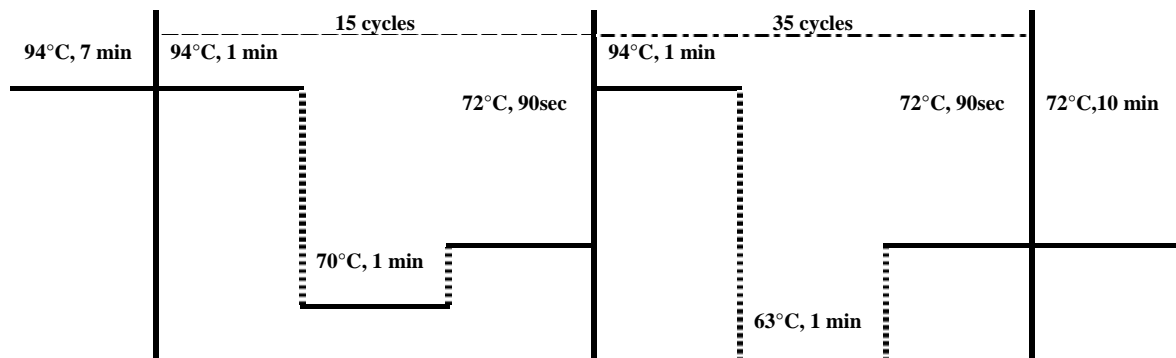 15 cycles
35 cycles
94°C, 7 min
94°C, 1 min
94°C, 1 min
72°C, 90sec
72°C, 90sec
72°C,10 min
70°C, 1 min
63°C, 1 min